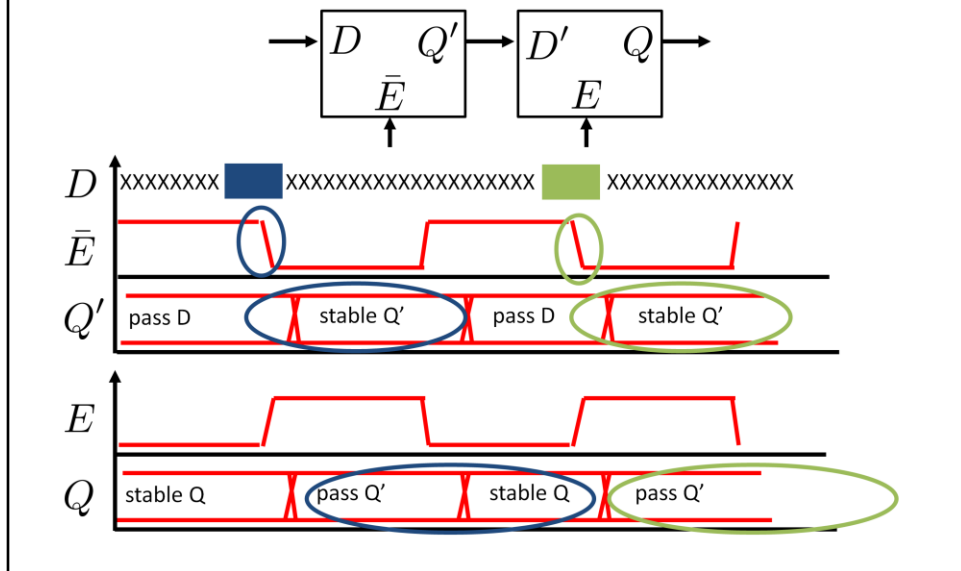 D Q′ D′ Q
Ē E
D XXXXXXXX XXXXXXXXXXXXXXXXXXXX XXXXXXXXXXXXXXX
Ē
Q′ pass D stable Q’ pass D stable Q’
E
Q stable Q pass Q’ stable Q pass Q’